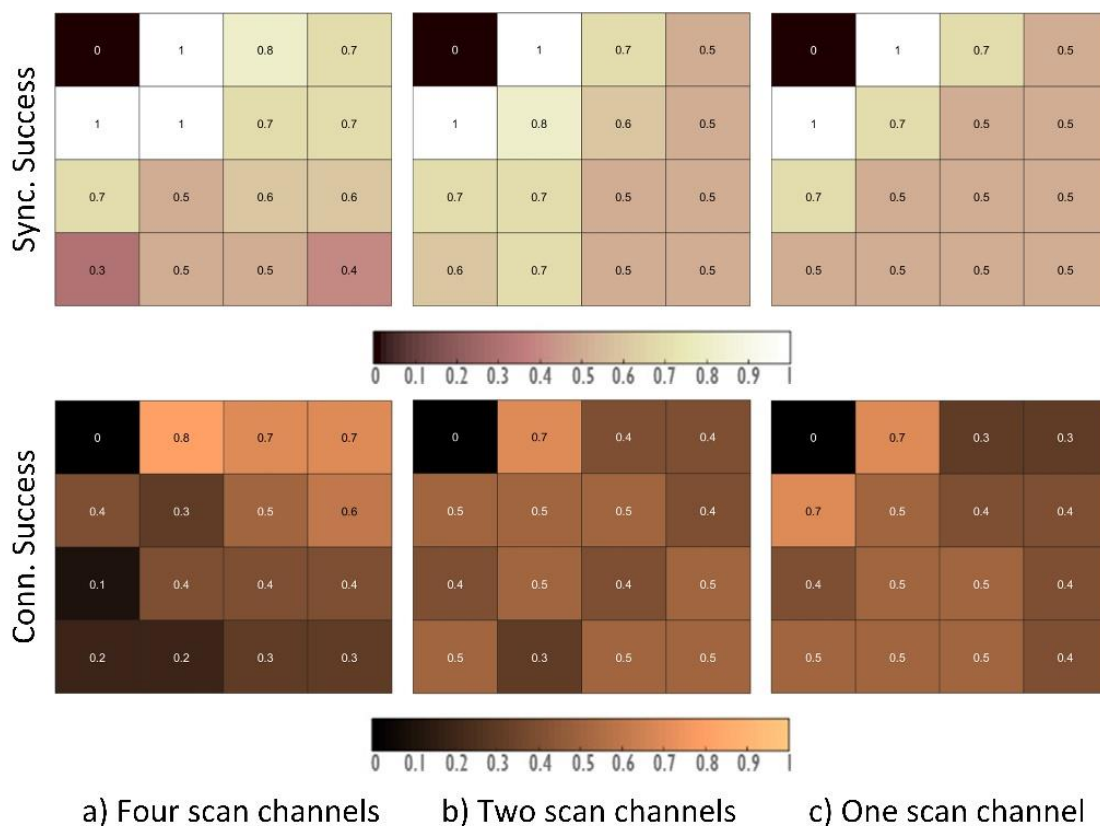 Sync. Success
0 1 0.8 0.7
1 1 0.7 0.7
0.7 0.5 0.6 0.6
0.3 0.5 0.5 0.4
0 1 0.7 0.5
1 0.8 0.6 0.5
0.7 0.7 0.5 0.5
0.6 0.7 0.5 0.5
0 1 0.7 0.5
1 0.7 0.5 0.5
0.7 0.5 0.5 0.5
0.5 0.5 0.5 0.5
0 0.1 0.2 0.3 0.4 0.5 0.6 0.7 0.8 0.9 1
Conn. Success
0 0.8 0.7 0.7
0.4 0.3 0.5 0.6
0.1 0.4 0.4 0.4
0.2 0.2 0.3 0.3
0 0.7 0.4 0.4
0.5 0.5 0.5 0.4
0.4 0.5 0.4 0.5
0.5 0.3 0.5 0.5
0 0.7 0.3 0.3
0.7 0.5 0.4 0.4
0.4 0.5 0.5 0.4
0.5 0.5 0.5 0.4
0 0.1 0.2 0.3 0.4 0.5 0.6 0.7 0.8 0.9 1
a) Four scan channels
b) Two scan channels
c) One scan channel